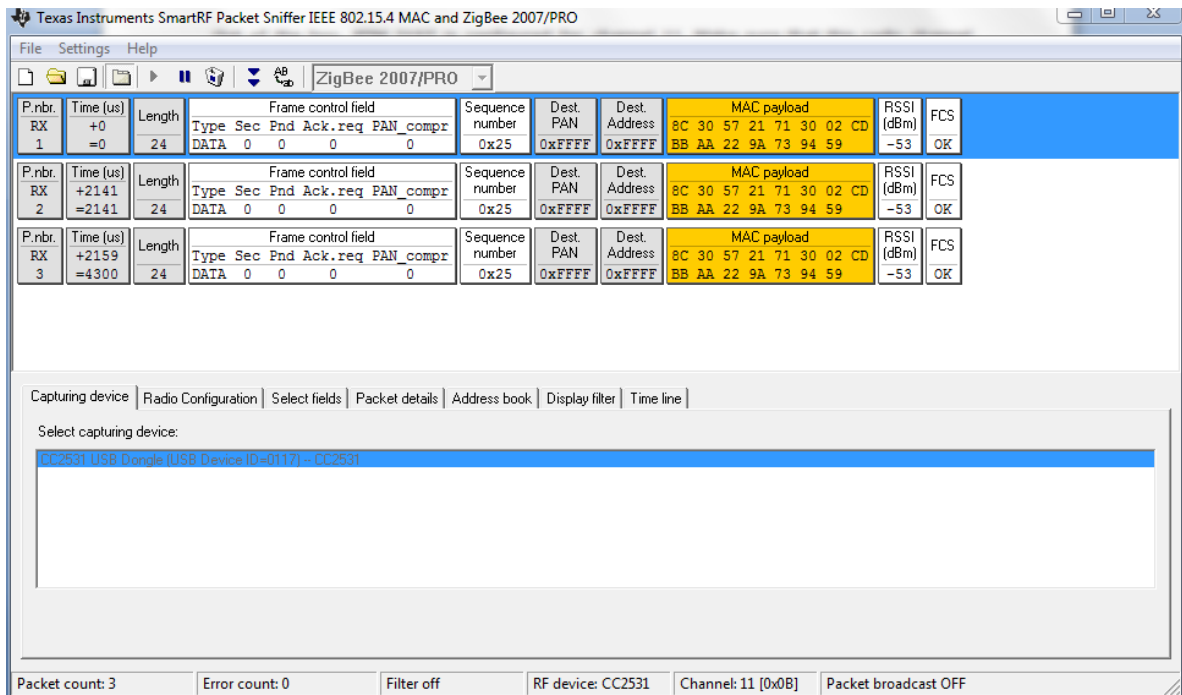 Texas Instruments SmartRF Packet Sniffer IEEE 802.15.4 MAC and ZigBee 2007/PRO
File Settings Help
ZigBee 2007/PRO
P.nbr. Time (us) Length Frame control field Sequence number Dest. PAN Dest. Address MAC payload RSSI (dBm) FCS
RX +0 Type Sec Pnd Ack.req PAN_compr 8C 30 57 21 71 30 02 CD
1 =0 24 DATA 0 0 0 0 0x25 0xFFFF 0xFFFF BB AA 22 9A 73 94 59 -53 OK
P.nbr. Time (us) Length Frame control field Sequence number Dest. PAN Dest. Address MAC payload RSSI (dBm) FCS
RX +2141 Type Sec Pnd Ack.req PAN_compr 8C 30 57 21 71 30 02 CD
2 =2141 24 DATA 0 0 0 0 0x25 0xFFFF 0xFFFF BB AA 22 9A 73 94 59 -53 OK
P.nbr. Time (us) Length Frame control field Sequence number Dest. PAN Dest. Address MAC payload RSSI (dBm) FCS
RX +2159 Type Sec Pnd Ack.req PAN_compr 8C 30 57 21 71 30 02 CD
3 =4300 24 DATA 0 0 0 0 0x25 0xFFFF 0xFFFF BB AA 22 9A 73 94 59 -53 OK
Capturing device Radio Configuration Select fields Packet details Address book Display filter Time line
Select capturing device:
CC2531 USB Dongle (USB Device ID=0117) -- CC2531
Packet count: 3 Error count: 0 Filter off RF device: CC2531 Channel: 11 [0x0B] Packet broadcast OFF